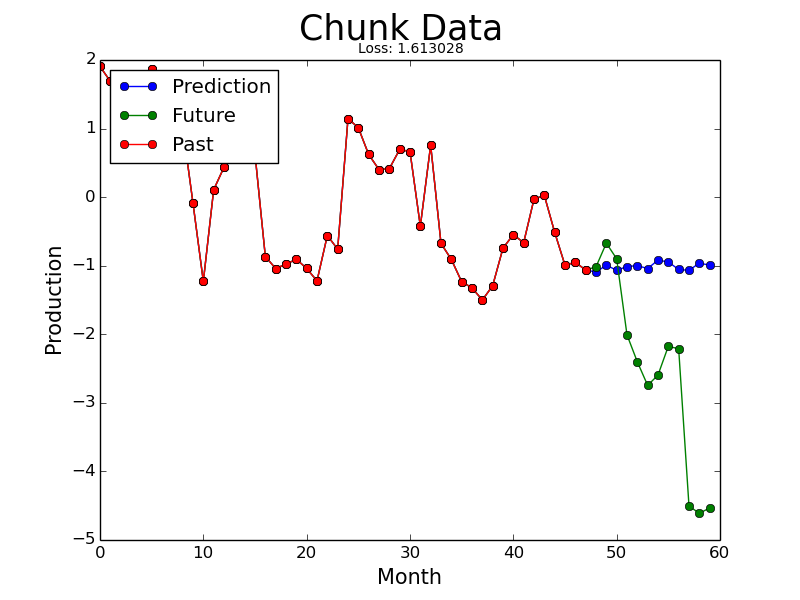 Chunk Data
Loss: 1.613028
Prediction
Future
Past
2
1
0
−1
−2
−3
−4
−5
Production
0 10 20 30 40 50 60
Month